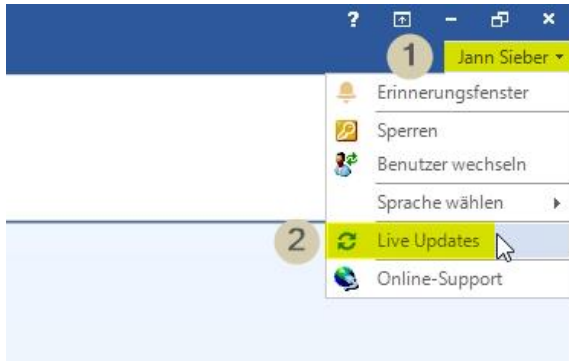 ?
1
Jann Sieber
Erinnerungsfenster
Sperren
Benutzer wechseln
Sprache wählen
2
Live Updates
Online-Support